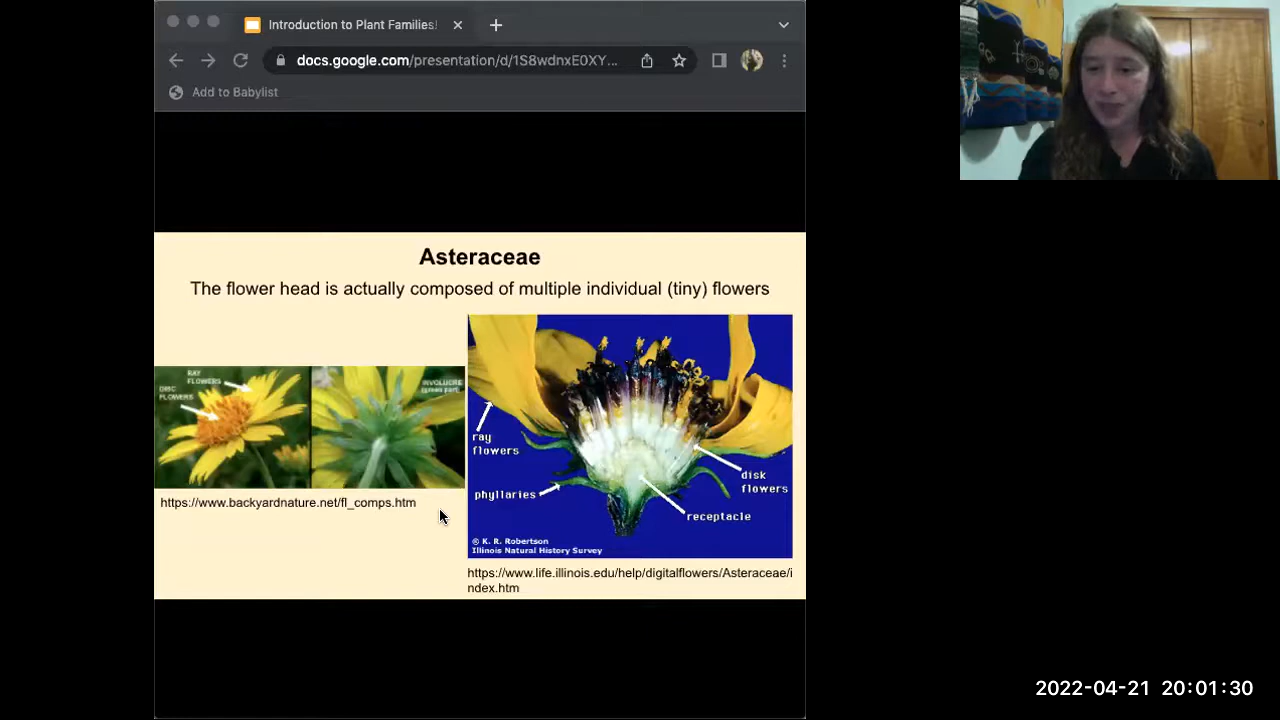 Introduction to Plant Families!
docs.google.com/presentation/d/1S8wdnxE0XY...
Add to Babylist
Asteraceae
The flower head is actually composed of multiple individual (tiny) flowers
RAY
FLOWERS
DISC
FLOWERS
INVOLUCRE
(green part)
https://www.backyardnature.net/fl_comps.htm
ray
flowers
phyllaries
disk
flowers
receptacle
© K. R. Robertson
Illinois Natural History Survey
https://www.life.illinois.edu/help/digitalflowers/Asteraceae/i
ndex.htm
2022-04-21 20:01:30